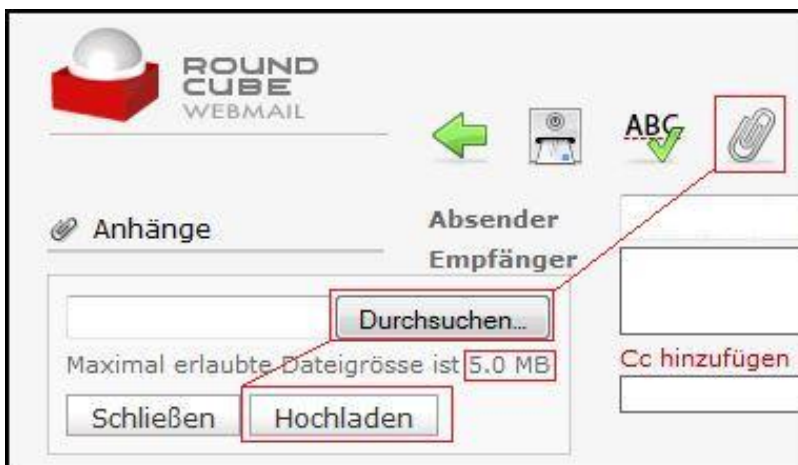 ROUND
CUBE
WEBMAIL
ABC
Anhänge
Absender
Empfänger
Durchsuchen...
Maximal erlaubte Dateigrösse ist 5.0 MB
Cc hinzufügen
Schließen
Hochladen